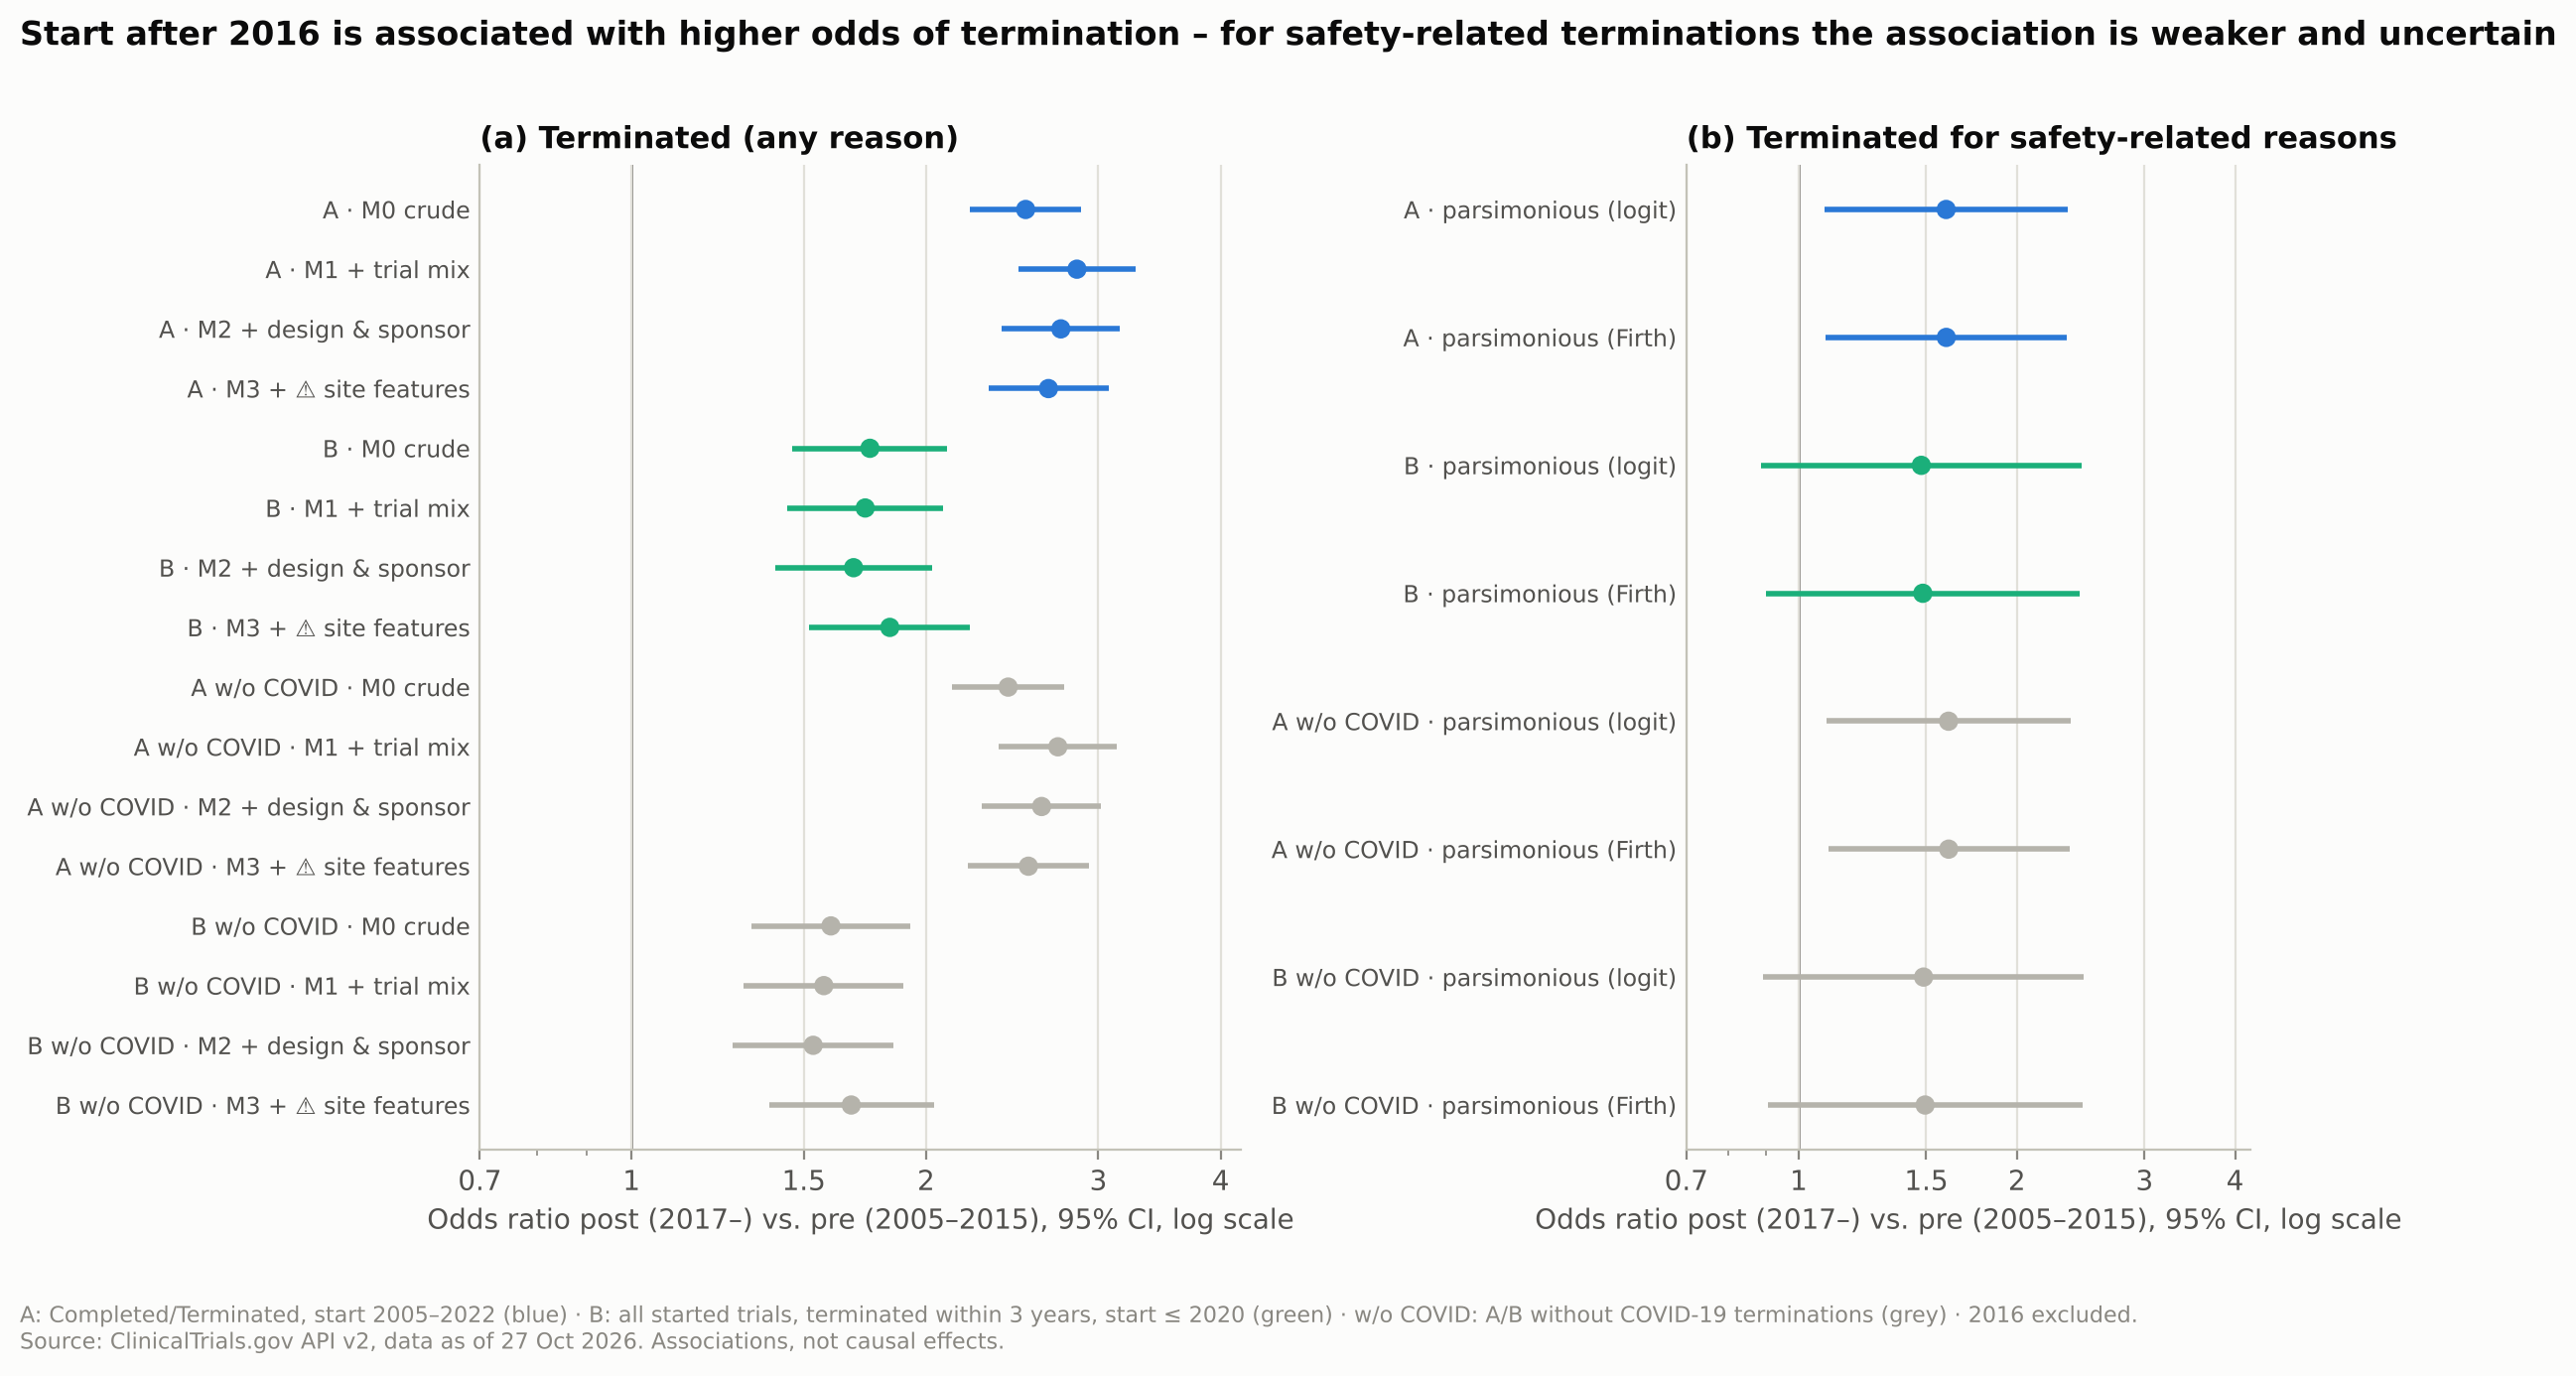 Start after 2016 is associated with higher odds of termination – for safety-related terminations the association is weaker and uncertain
(a) Terminated (any reason)
A · M0 crude
A · M1 + trial mix
A · M2 + design & sponsor
A · M3 + ⚠ site features
B · M0 crude
B · M1 + trial mix
B · M2 + design & sponsor
B · M3 + ⚠ site features
A w/o COVID · M0 crude
A w/o COVID · M1 + trial mix
A w/o COVID · M2 + design & sponsor
A w/o COVID · M3 + ⚠ site features
B w/o COVID · M0 crude
B w/o COVID · M1 + trial mix
B w/o COVID · M2 + design & sponsor
B w/o COVID · M3 + ⚠ site features
0.7 1 1.5 2 3 4
Odds ratio post (2017–) vs. pre (2005–2015), 95% CI, log scale
(b) Terminated for safety-related reasons
A · parsimonious (logit)
A · parsimonious (Firth)
B · parsimonious (logit)
B · parsimonious (Firth)
A w/o COVID · parsimonious (logit)
A w/o COVID · parsimonious (Firth)
B w/o COVID · parsimonious (logit)
B w/o COVID · parsimonious (Firth)
0.7 1 1.5 2 3 4
Odds ratio post (2017–) vs. pre (2005–2015), 95% CI, log scale
A: Completed/Terminated, start 2005–2022 (blue) · B: all started trials, terminated within 3 years, start ≤ 2020 (green) · w/o COVID: A/B without COVID-19 terminations (grey) · 2016 excluded.
Source: ClinicalTrials.gov API v2, data as of 27 Oct 2026. Associations, not causal effects.